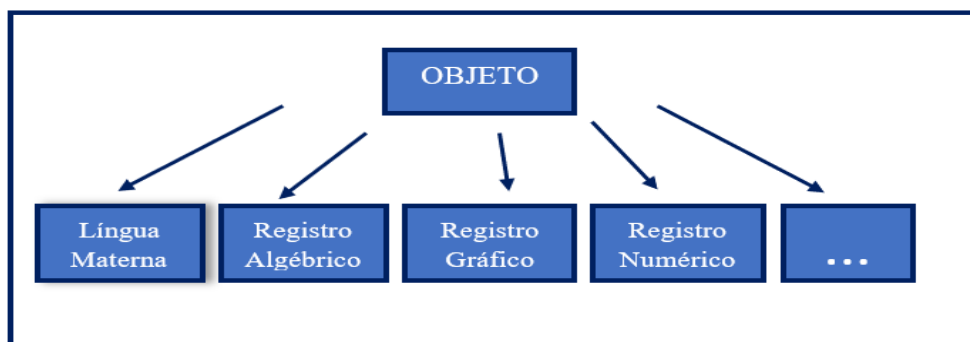 OBJETO
Língua
Materna
Registro
Algébrico
Registro
Gráfico
Registro
Numérico
...